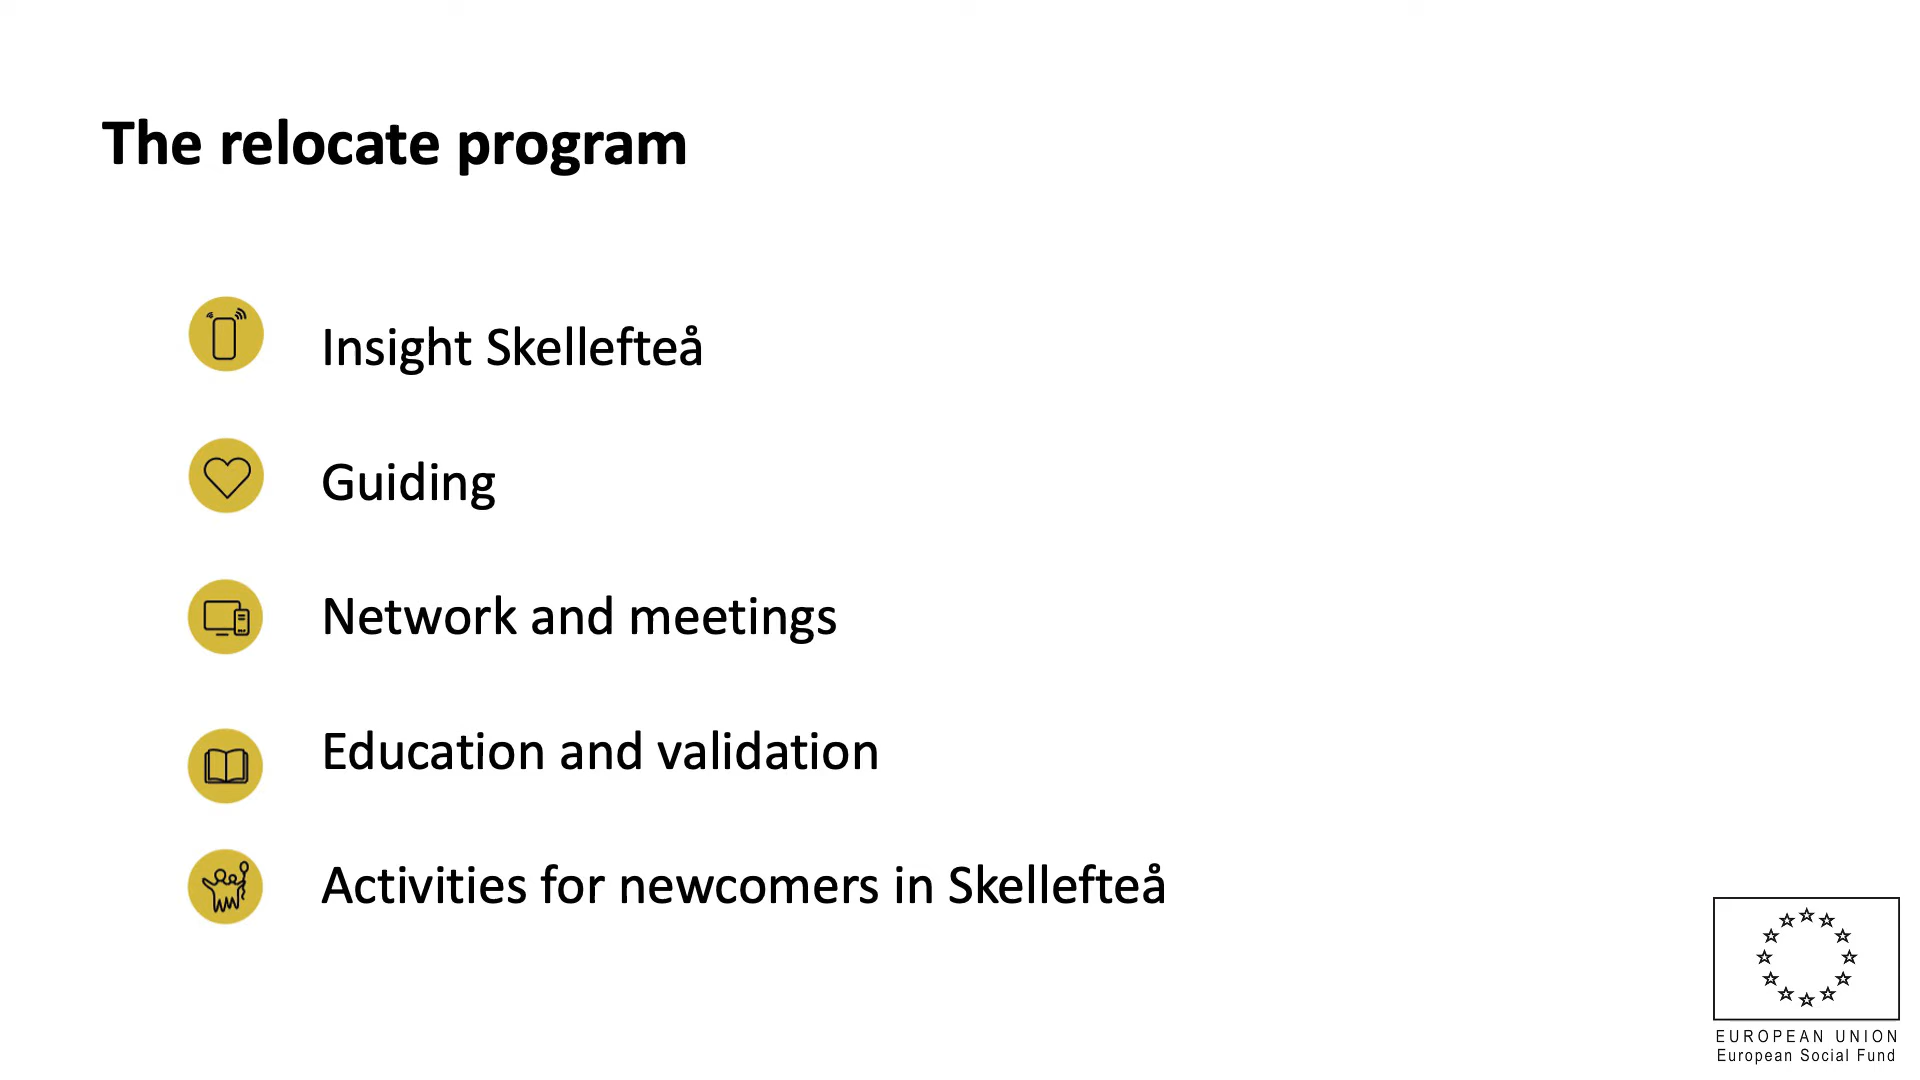 The relocate program
Insight Skellefteå
Guiding
Network and meetings
Education and validation
Activities for newcomers in Skellefteå
EUROPEAN UNION
European Social Fund